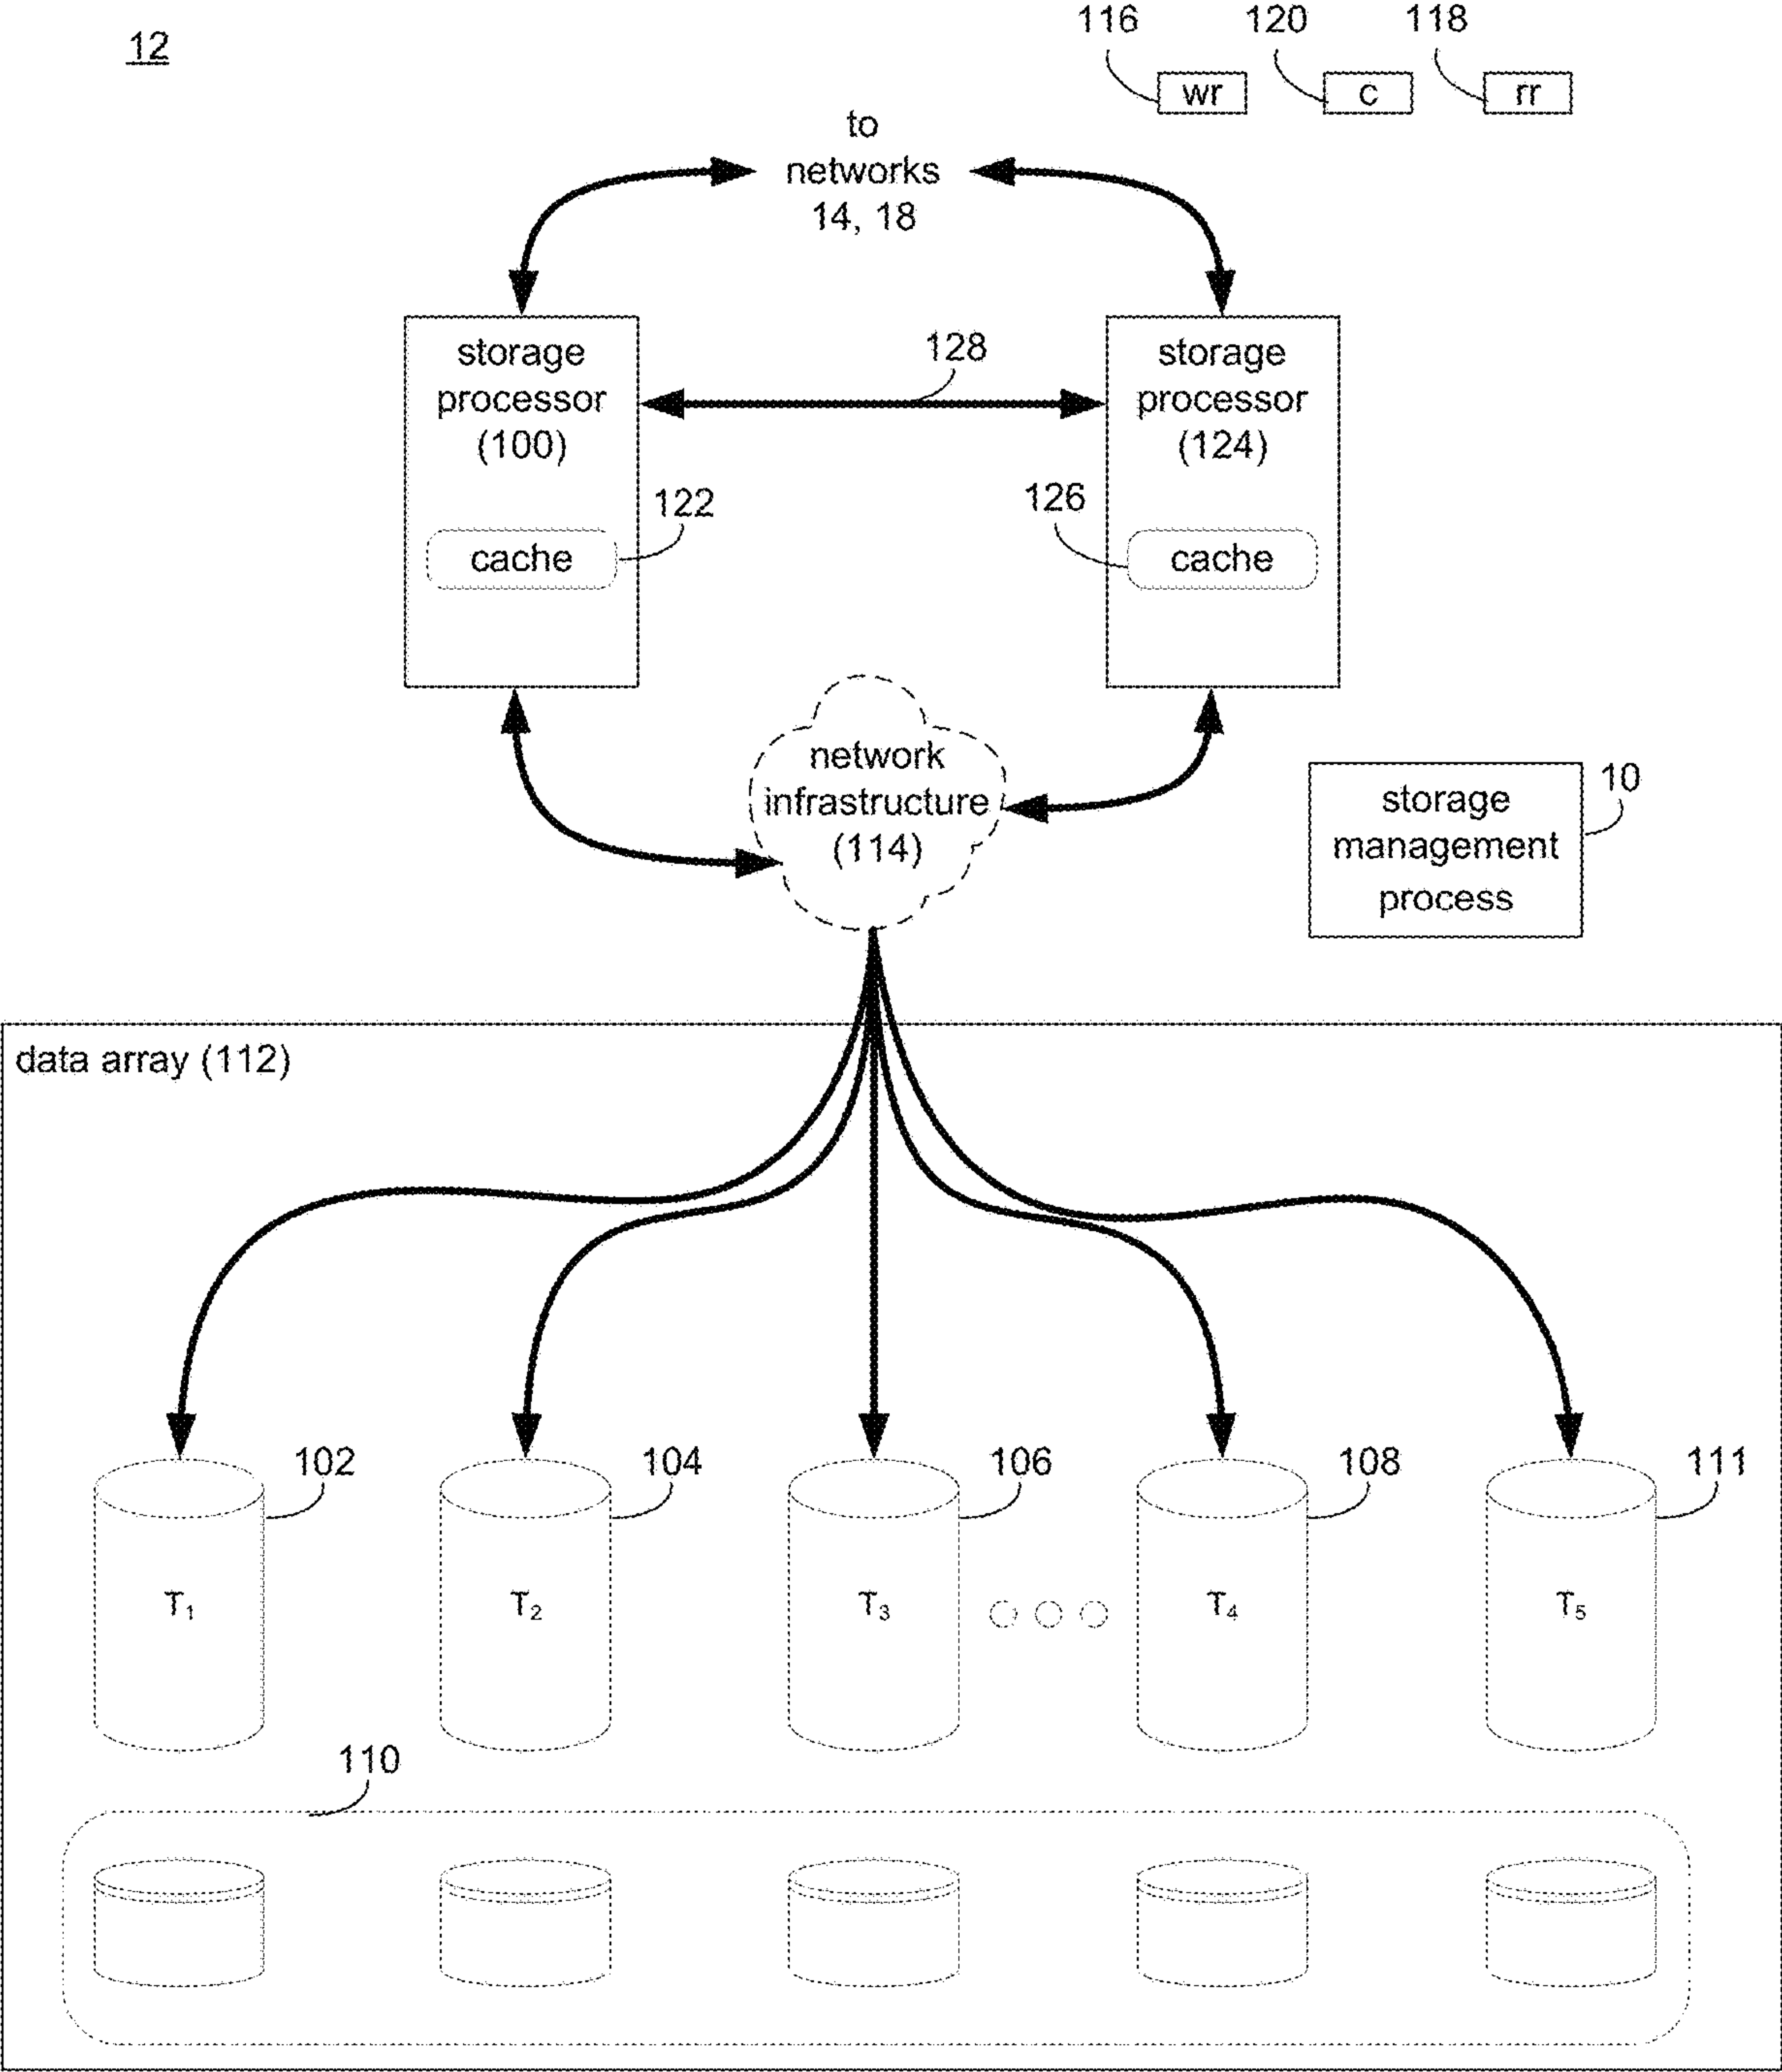 12
116
120
118
wr
c
rr
to
networks
14, 18
storage
processor
(100)
128
storage
processor
(124)
122
cache
126
cache
network
infrastructure
(114)
10
storage
management
process
data array (112)
102
104
106
108
111
T₁
T₂
T₃
T₄
T₅
110